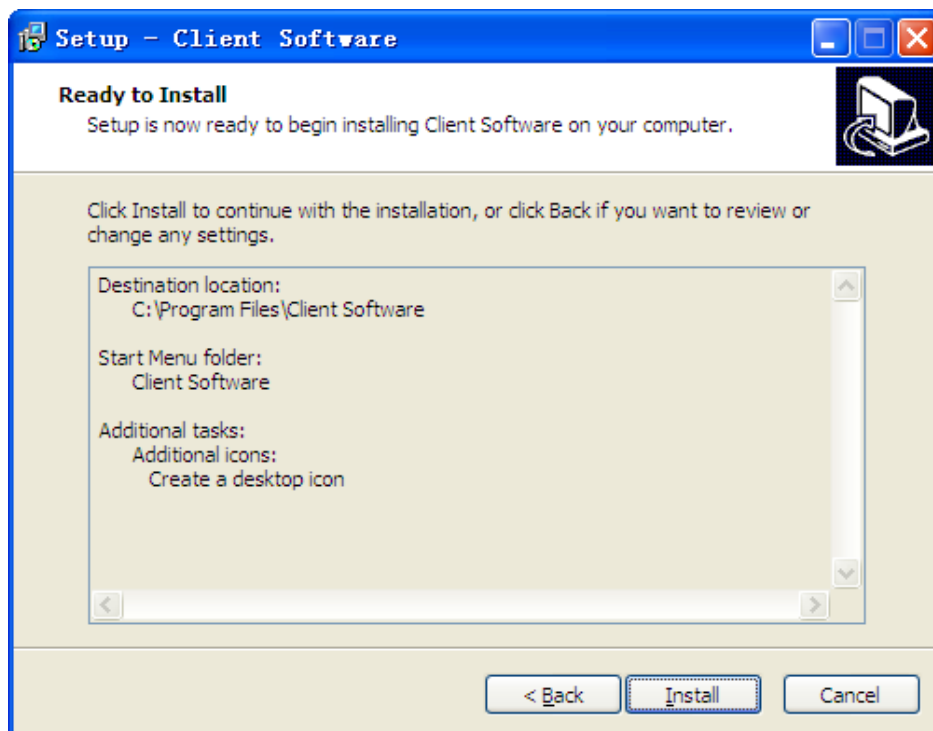 Setup - Client Software
Ready to Install
Setup is now ready to begin installing Client Software on your computer.
Click Install to continue with the installation, or click Back if you want to review or
change any settings.
Destination location:
C:\Program Files\Client Software
Start Menu folder:
Client Software
Additional tasks:
Additional icons:
Create a desktop icon
< Back
Install
Cancel